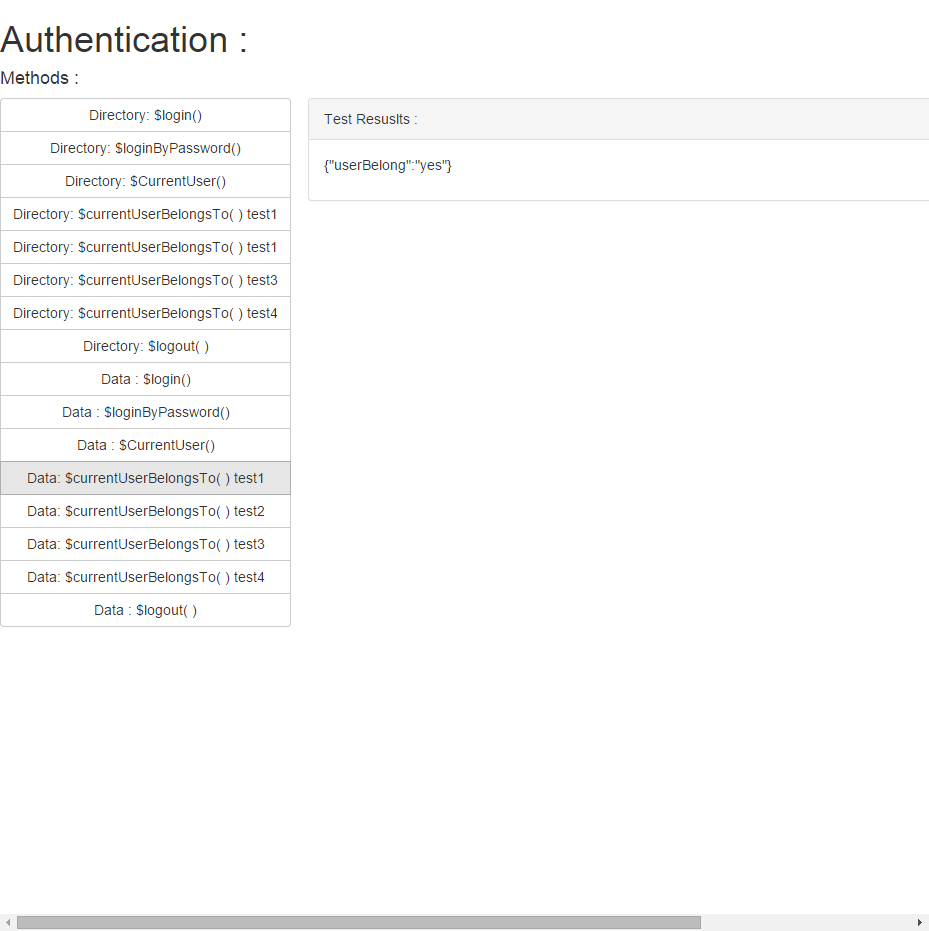 Authentication :
Methods :
Directory: $login()
Directory: $loginByPassword()
Directory: $CurrentUser()
Directory: $currentUserBelongsTo( ) test1
Directory: $currentUserBelongsTo( ) test1
Directory: $currentUserBelongsTo( ) test3
Directory: $currentUserBelongsTo( ) test4
Directory: $logout( )
Data : $login()
Data : $loginByPassword()
Data : $CurrentUser()
Data: $currentUserBelongsTo( ) test1
Data: $currentUserBelongsTo( ) test2
Data: $currentUserBelongsTo( ) test3
Data: $currentUserBelongsTo( ) test4
Data : $logout( )
Test Resuslts :
{"userBelong":"yes"}